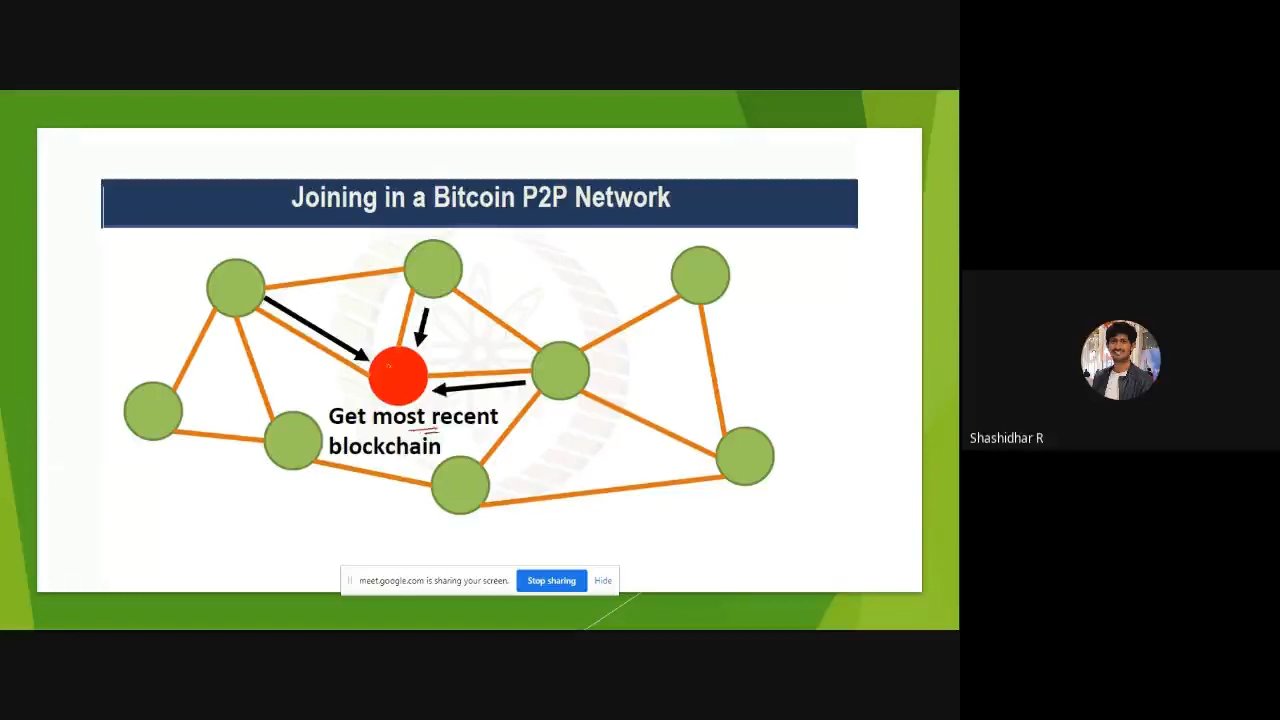 Joining in a Bitcoin P2P Network
Get most recent
blockchain
meet.google.com is sharing your screen.
Stop sharing
Hide
Shashidhar R